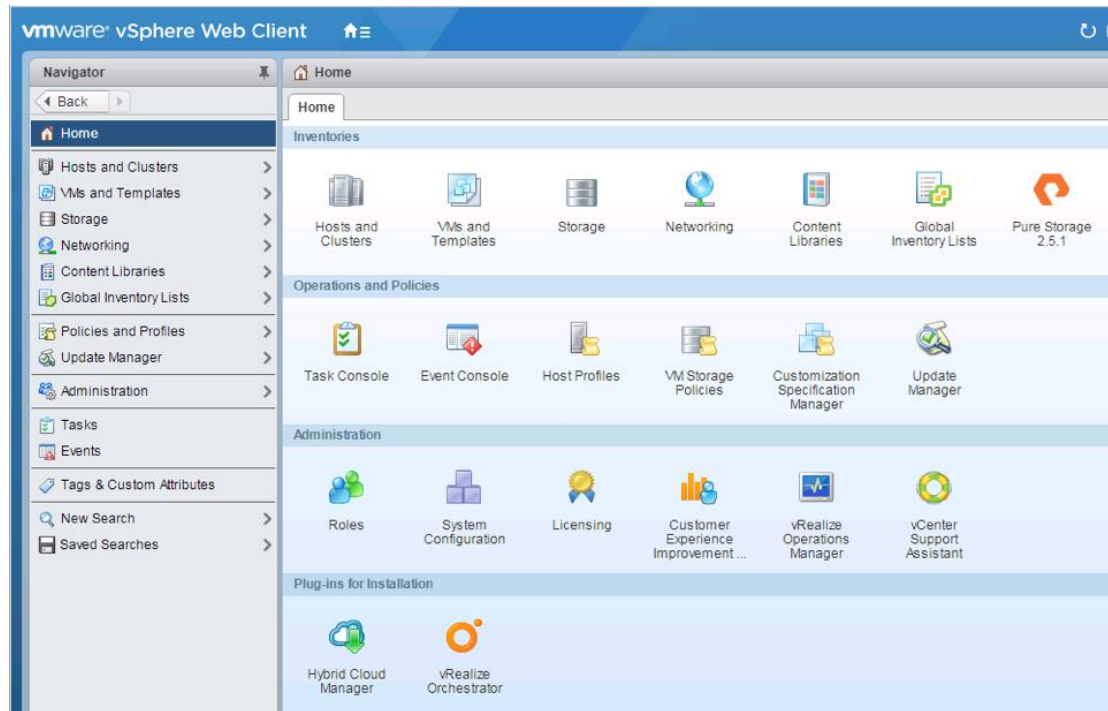 vmware® vSphere Web Client
Navigator
Back
Home
Hosts and Clusters
VMs and Templates
Storage
Networking
Content Libraries
Global Inventory Lists
Policies and Profiles
Update Manager
Administration
Tasks
Events
Tags & Custom Attributes
New Search
Saved Searches
Home
Home
Inventories
Hosts and
Clusters
VMs and
Templates
Storage
Networking
Content
Libraries
Global
Inventory Lists
Pure Storage
2.5.1
Operations and Policies
Task Console
Event Console
Host Profiles
VM Storage
Policies
Customization
Specification
Manager
Update
Manager
Administration
Roles
System
Configuration
Licensing
Customer
Experience
Improvement ...
vRealize
Operations
Manager
vCenter
Support
Assistant
Plug-ins for Installation
Hybrid Cloud
Manager
vRealize
Orchestrator